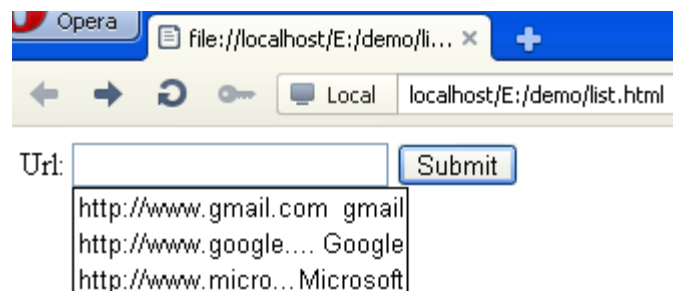 Opera
file://localhost/E:/demo/li...
Local localhost/E:/demo/list.html
Url: Submit
http://www.gmail.com gmail
http://www.google.... Google
http://www.micro... Microsoft